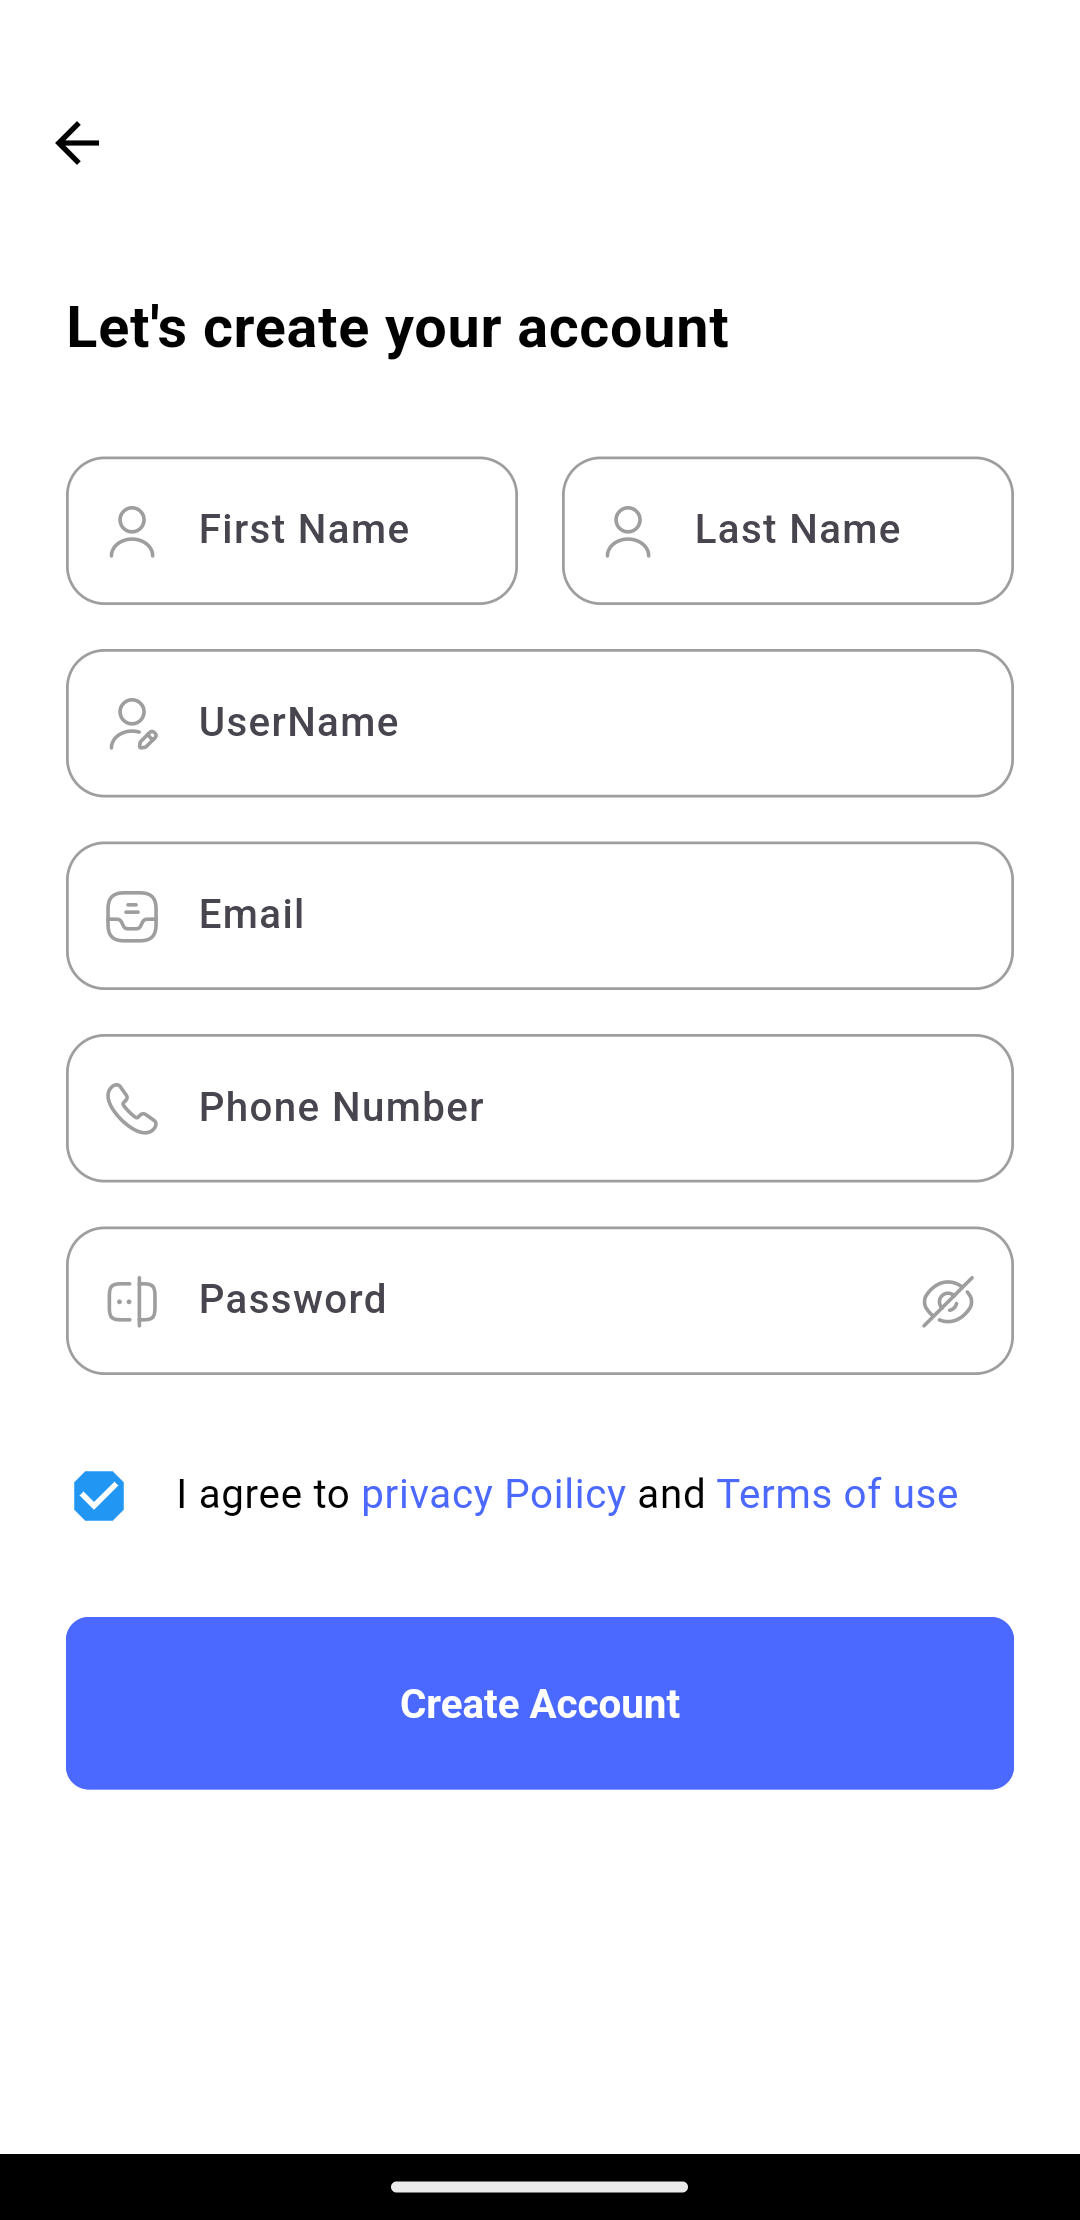 Let's create your account
First Name
Last Name
UserName
Email
Phone Number
Password
I agree to privacy Poilicy and Terms of use
Create Account